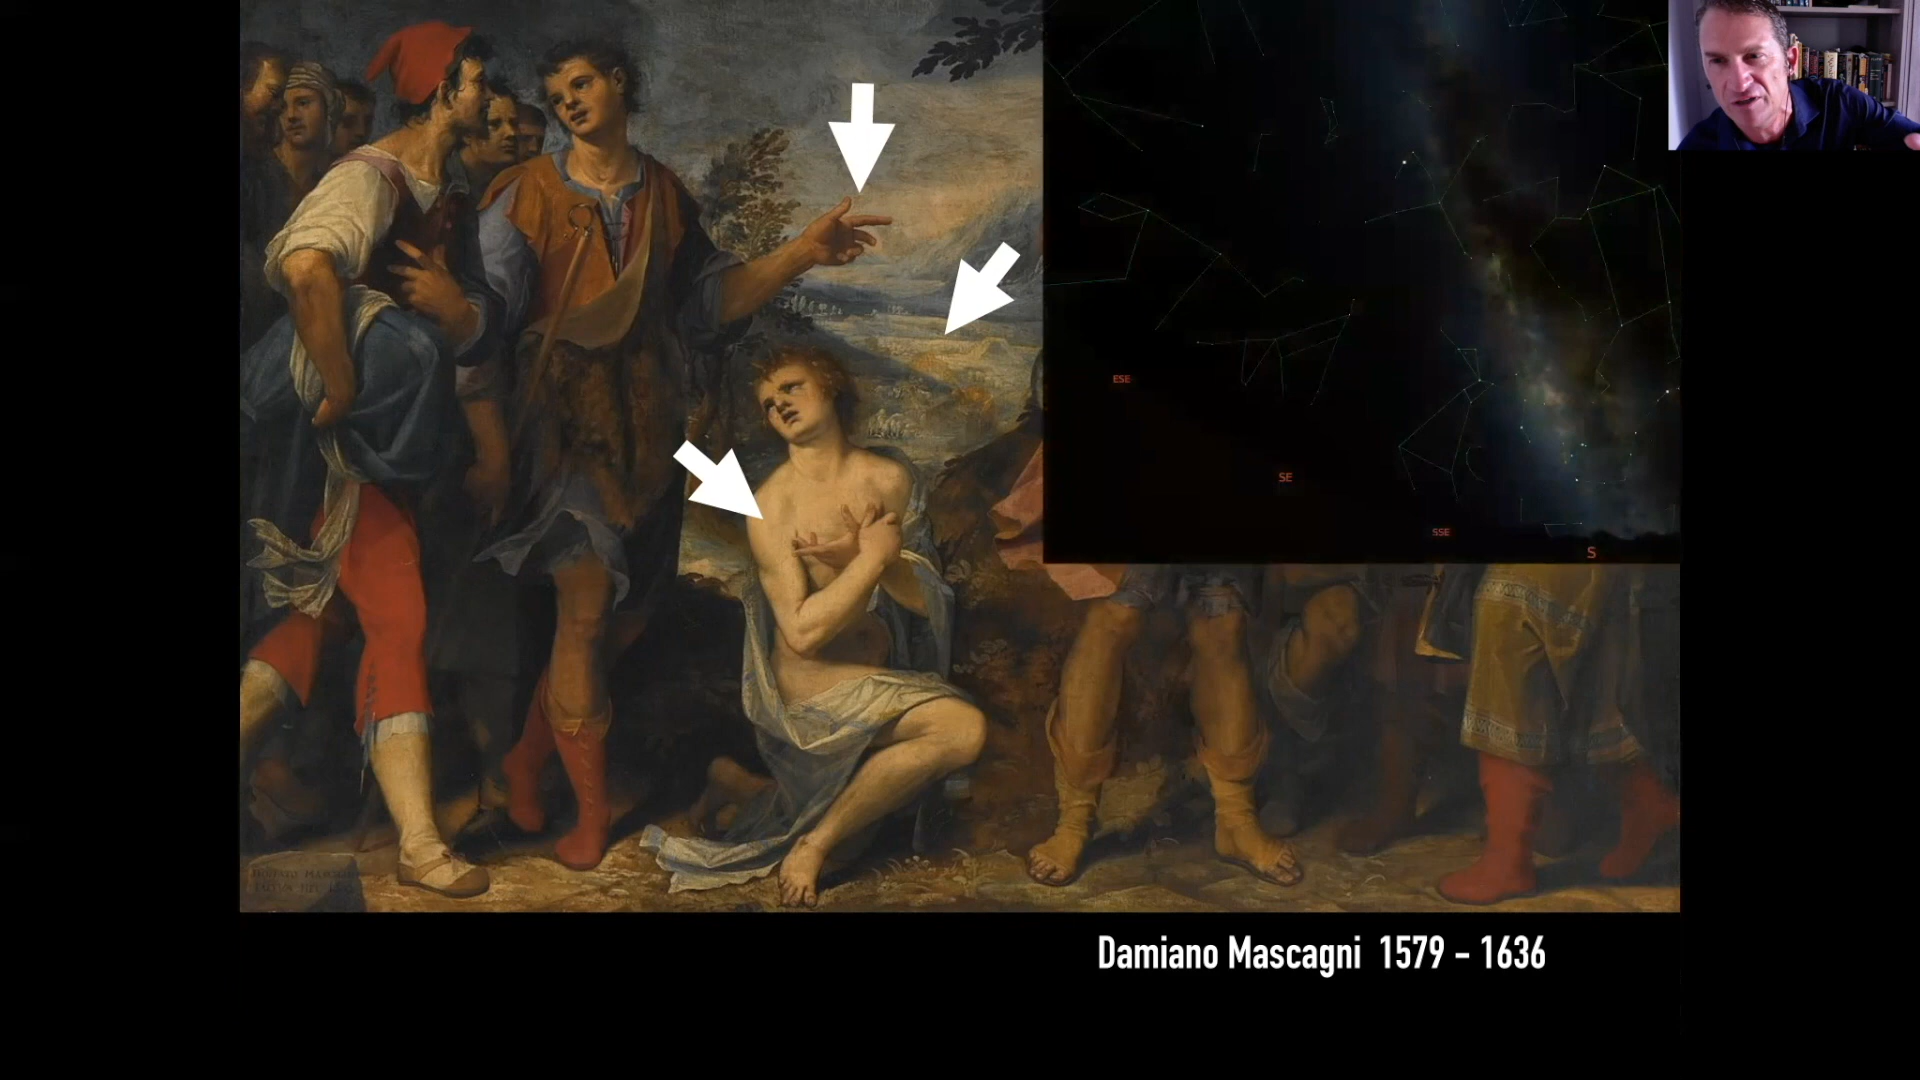 ESE
SE
SSE
S
Damiano Mascagni 1579 – 1636